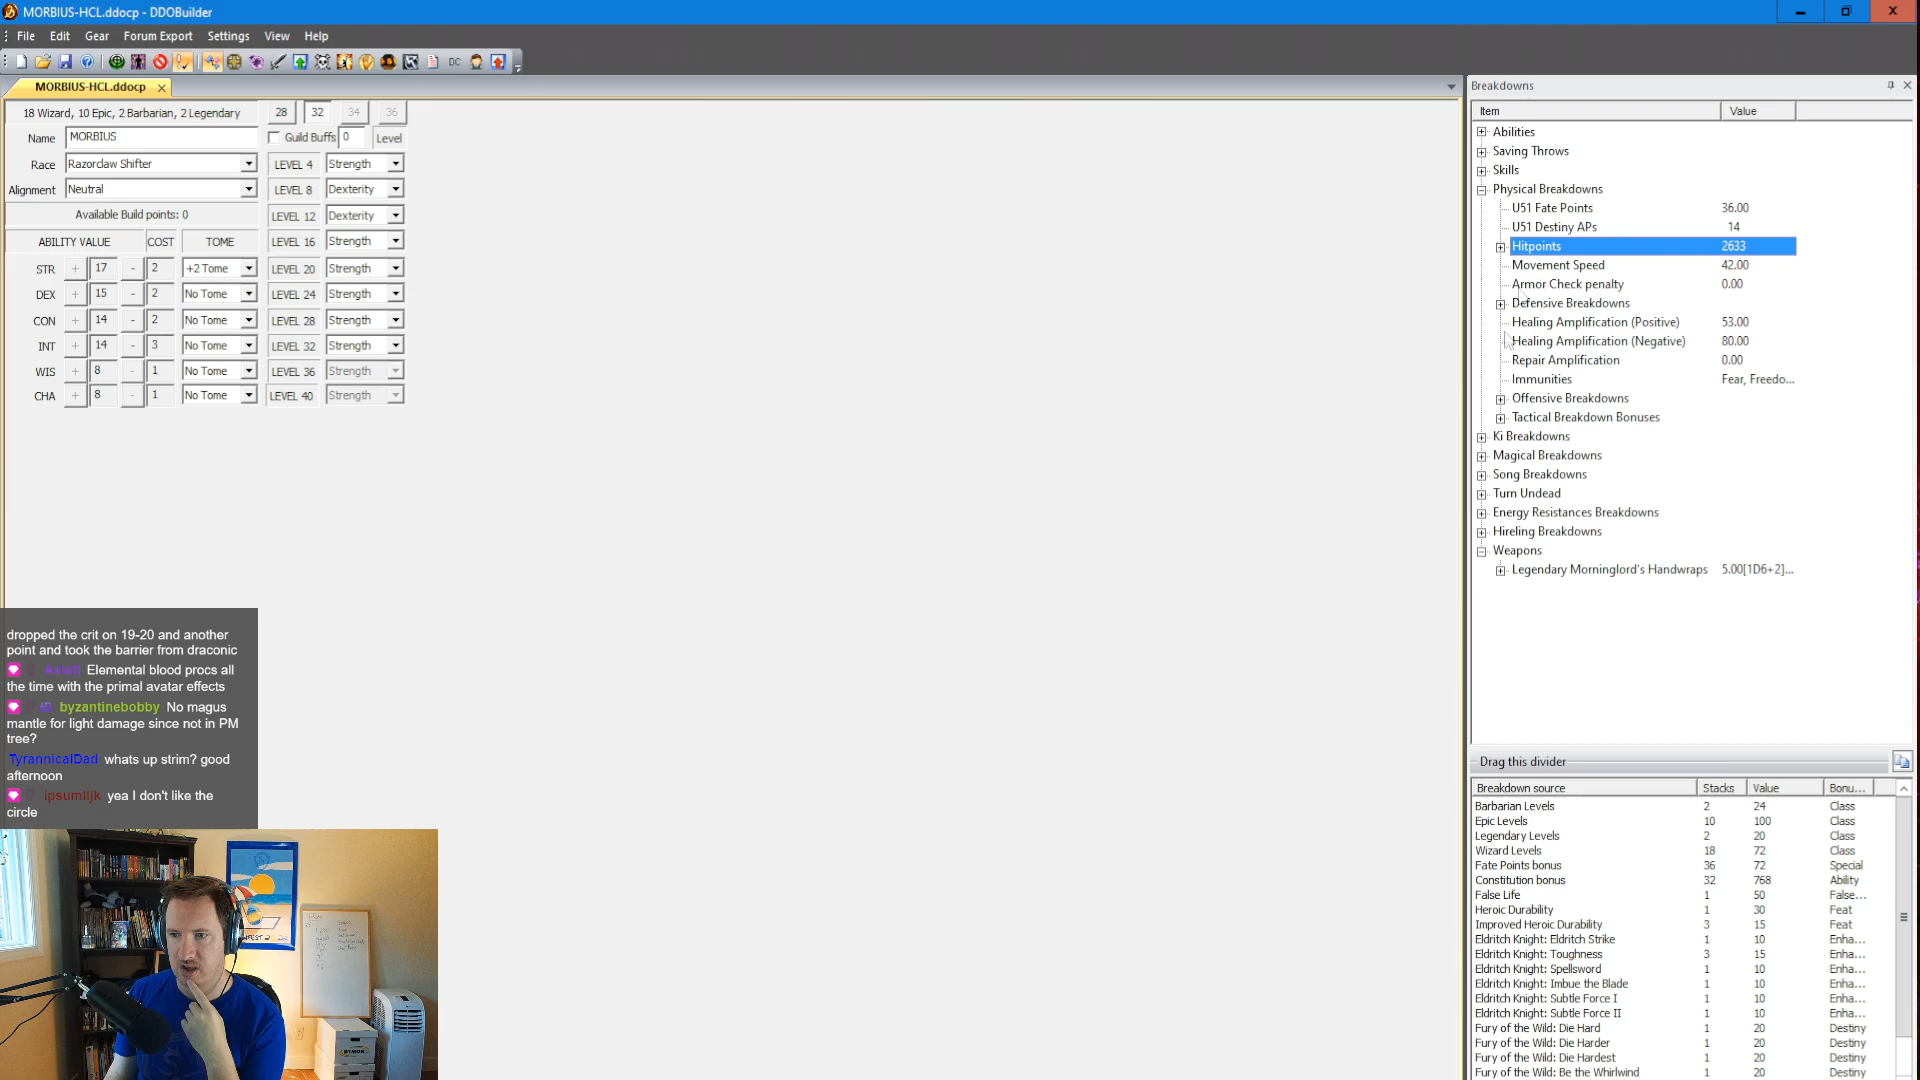 MORBIUS-HCL.ddocp - DDOBuilder
File Edit Gear Forum Export Settings View Help
DC
MORBIUS-HCL.ddocp
18 Wizard, 10 Epic, 2 Barbarian, 2 Legendary
28 32 34 36
Name MORBIUS
Guild Buffs 0 Level
Race Razorclaw Shifter
LEVEL 4 Strength
Alignment Neutral
LEVEL 8 Dexterity
Available Build points: 0
LEVEL 12 Dexterity
ABILITY VALUE COST TOME
LEVEL 16 Strength
STR + 17 - 2 +2 Tome
LEVEL 20 Strength
DEX + 15 - 2 No Tome
LEVEL 24 Strength
CON + 14 - 2 No Tome
LEVEL 28 Strength
INT + 14 - 3 No Tome
LEVEL 32 Strength
WIS + 8 - 1 No Tome
LEVEL 36 Strength
CHA + 8 - 1 No Tome
LEVEL 40 Strength
dropped the crit on 19-20 and another
point and took the barrier from draconic
Elemental blood procs all
the time with the primal avatar effects
byzantinebobby No magus
mantle for light damage since not in PM
tree?
TyrannicalDad whats up strim? good
afternoon
ipsumlijk yea I don't like the
circle
Breakdowns
Item Value
Abilities
Saving Throws
Skills
Physical Breakdowns
U51 Fate Points 36.00
U51 Destiny APs 14
Hitpoints 2633
Movement Speed 42.00
Armor Check penalty 0.00
Defensive Breakdowns
Healing Amplification (Positive) 53.00
Healing Amplification (Negative) 80.00
Repair Amplification 0.00
Immunities Fear, Freedo...
Offensive Breakdowns
Tactical Breakdown Bonuses
Ki Breakdowns
Magical Breakdowns
Song Breakdowns
Turn Undead
Energy Resistances Breakdowns
Hireling Breakdowns
Weapons
Legendary Morninglord's Handwraps 5.00[1D6+2]...
Drag this divider
Breakdown source Stacks Value Bonu...
Barbarian Levels 2 24 Class
Epic Levels 10 100 Class
Legendary Levels 2 20 Class
Wizard Levels 18 72 Class
Fate Points bonus 36 72 Special
Constitution bonus 32 768 Ability
False Life 1 50 False...
Heroic Durability 1 30 Feat
Improved Heroic Durability 3 15 Feat
Eldritch Knight: Eldritch Strike 1 10 Enha...
Eldritch Knight: Toughness 3 15 Enha...
Eldritch Knight: Spellsword 1 10 Enha...
Eldritch Knight: Imbue the Blade 1 10 Enha...
Eldritch Knight: Subtle Force I 1 10 Enha...
Eldritch Knight: Subtle Force II 1 10 Enha...
Fury of the Wild: Die Hard 1 20 Destiny
Fury of the Wild: Die Harder 1 20 Destiny
Fury of the Wild: Die Hardest 1 20 Destiny
Fury of the Wild: Be the Whirlwind 1 20 Destiny